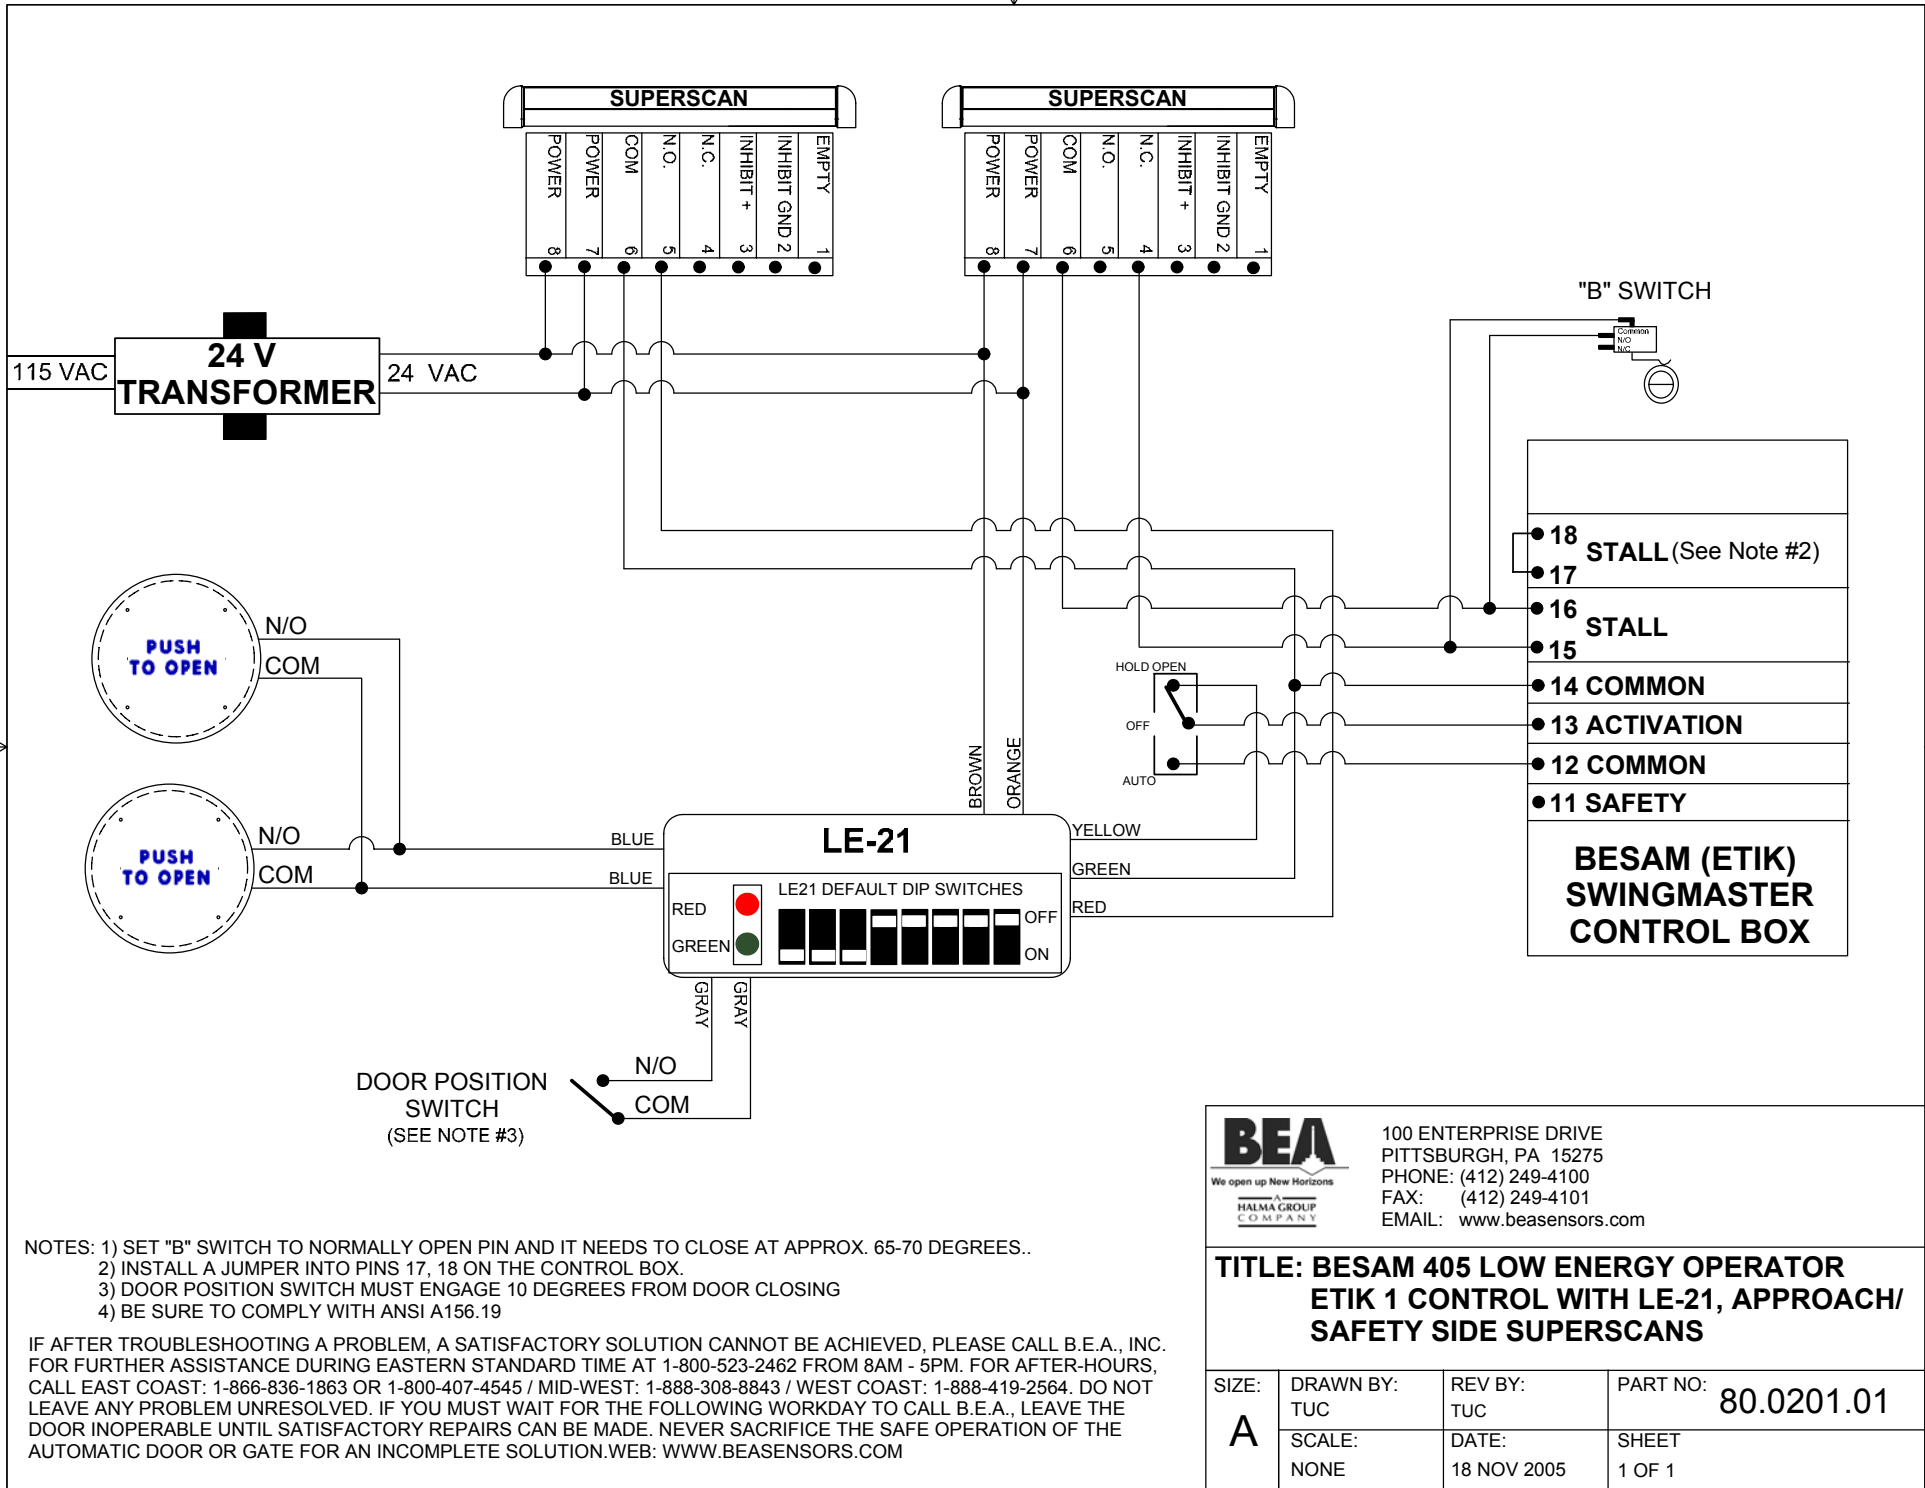 SUPERSCAN
POWER 8
POWER 7
COM 6
N.O. 5
N.C. 4
INHIBIT + 3
INHIBIT GND 2
EMPTY 1
SUPERSCAN
POWER 8
POWER 7
COM 6
N.O. 5
N.C. 4
INHIBIT + 3
INHIBIT GND 2
EMPTY 1
"B" SWITCH
Common
N/O
N/C
115 VAC
24 V
TRANSFORMER
24 VAC
18
STALL (See Note #2)
17
16
STALL
15
14 COMMON
13 ACTIVATION
12 COMMON
11 SAFETY
BESAM (ETIK)
SWINGMASTER
CONTROL BOX
HOLD OPEN
OFF
AUTO
PUSH
TO OPEN
N/O
COM
PUSH
TO OPEN
N/O
COM
BLUE
BLUE
BROWN
ORANGE
LE-21
YELLOW
GREEN
RED
LE21 DEFAULT DIP SWITCHES
RED
GREEN
OFF
ON
GRAY
GRAY
DOOR POSITION
SWITCH
(SEE NOTE #3)
N/O
COM
NOTES: 1) SET "B" SWITCH TO NORMALLY OPEN PIN AND IT NEEDS TO CLOSE AT APPROX. 65-70 DEGREES..
2) INSTALL A JUMPER INTO PINS 17, 18 ON THE CONTROL BOX.
3) DOOR POSITION SWITCH MUST ENGAGE 10 DEGREES FROM DOOR CLOSING
4) BE SURE TO COMPLY WITH ANSI A156.19
IF AFTER TROUBLESHOOTING A PROBLEM, A SATISFACTORY SOLUTION CANNOT BE ACHIEVED, PLEASE CALL B.E.A., INC.
FOR FURTHER ASSISTANCE DURING EASTERN STANDARD TIME AT 1-800-523-2462 FROM 8AM - 5PM. FOR AFTER-HOURS,
CALL EAST COAST: 1-866-836-1863 OR 1-800-407-4545 / MID-WEST: 1-888-308-8843 / WEST COAST: 1-888-419-2564. DO NOT
LEAVE ANY PROBLEM UNRESOLVED. IF YOU MUST WAIT FOR THE FOLLOWING WORKDAY TO CALL B.E.A., LEAVE THE
DOOR INOPERABLE UNTIL SATISFACTORY REPAIRS CAN BE MADE. NEVER SACRIFICE THE SAFE OPERATION OF THE
AUTOMATIC DOOR OR GATE FOR AN INCOMPLETE SOLUTION.WEB: WWW.BEASENSORS.COM
BEA
We open up New Horizons
A
HALMA GROUP
COMPANY
100 ENTERPRISE DRIVE
PITTSBURGH, PA 15275
PHONE: (412) 249-4100
FAX: (412) 249-4101
EMAIL: www.beasensors.com
TITLE: BESAM 405 LOW ENERGY OPERATOR
ETIK 1 CONTROL WITH LE-21, APPROACH/
SAFETY SIDE SUPERSCANS
SIZE:
A
DRAWN BY:
TUC
REV BY:
TUC
PART NO: 80.0201.01
SCALE:
NONE
DATE:
18 NOV 2005
SHEET
1 OF 1